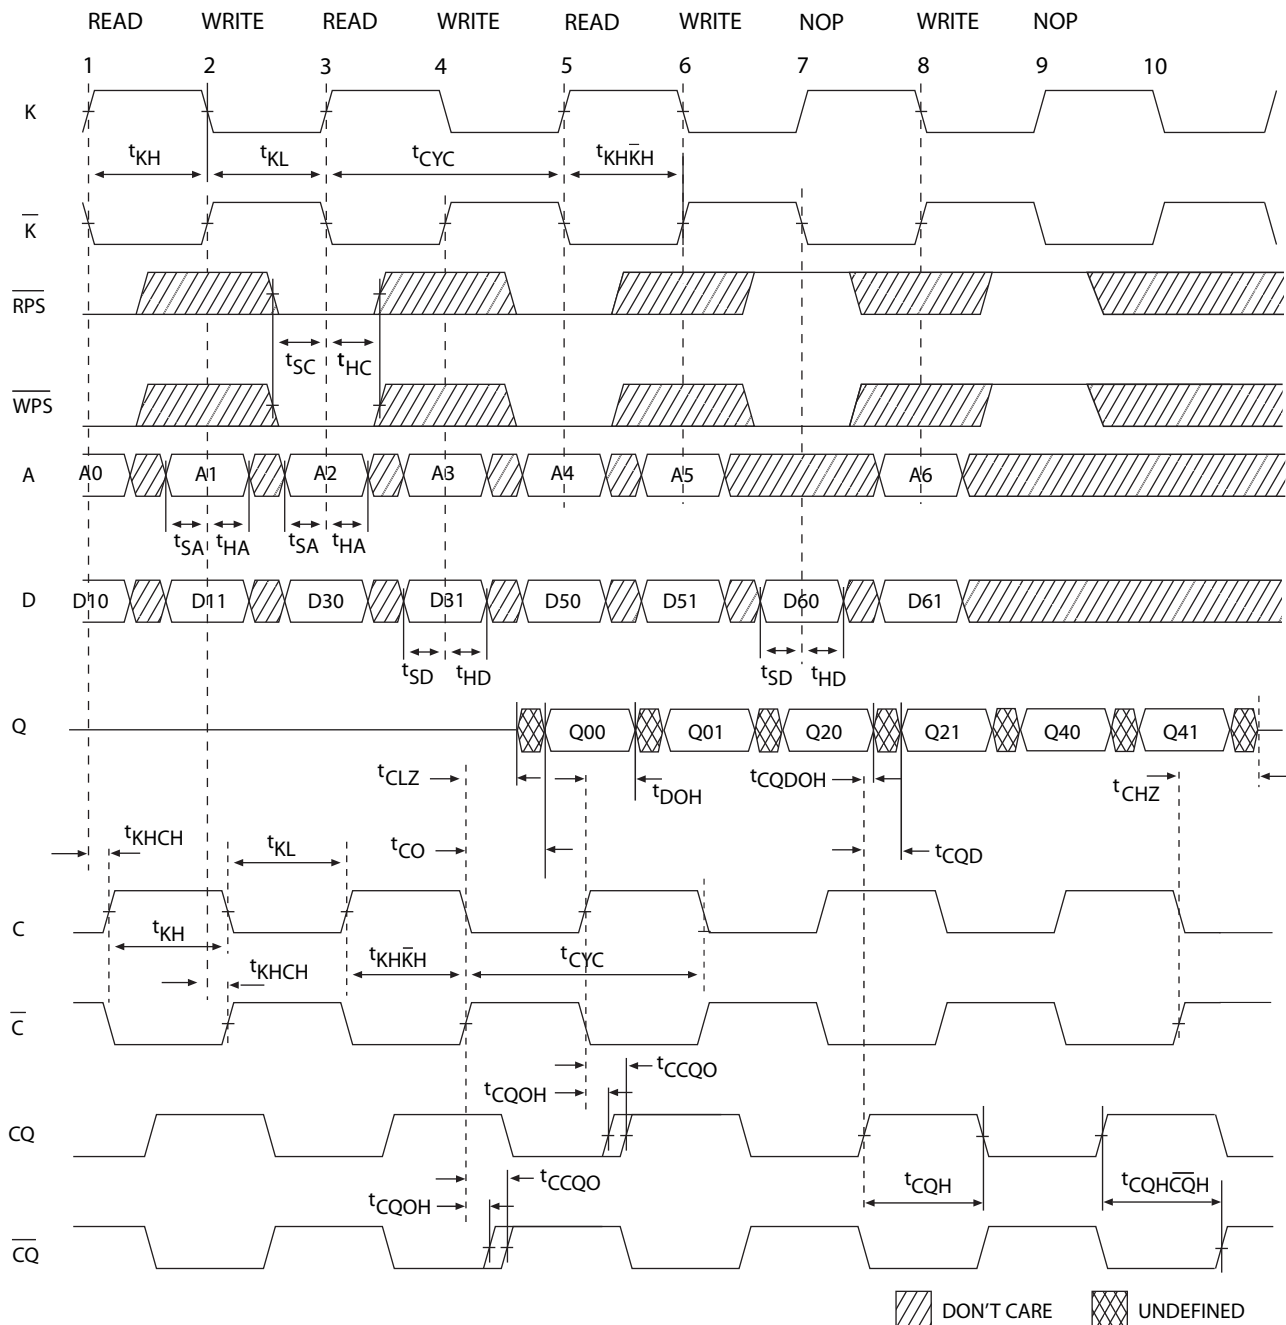 READ WRITE READ WRITE READ WRITE NOP WRITE NOP
1 2 3 4 5 6 7 8 9 10
K
tKH tKL tCYC tKHK̅H
K̅
R̅P̅S̅
tSC tHC
W̅P̅S̅
A A0 A1 A2 A3 A4 A5 A6
tSA tHA tSA tHA
D D10 D11 D30 D31 D50 D51 D60 D61
tSD tHD tSD tHD
Q Q00 Q01 Q20 Q21 Q40 Q41
tCLZ tDOH tCQDOH tCHZ
tKHCH tKL tCO tCQD
C
tKH tKHK̅H tCYC
tKHCH
C̅
tCCQO
tCQOH
CQ
tCCQO tCQH tCQHC̅Q̅H
tCQOH
C̅Q̅
DON'T CARE UNDEFINED